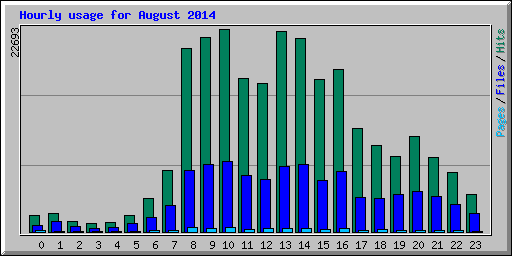 Hourly usage for August 2014
22693
Pages / Files / Hits
0 1 2 3 4 5 6 7 8 9 10 11 12 13 14 15 16 17 18 19 20 21 22 23